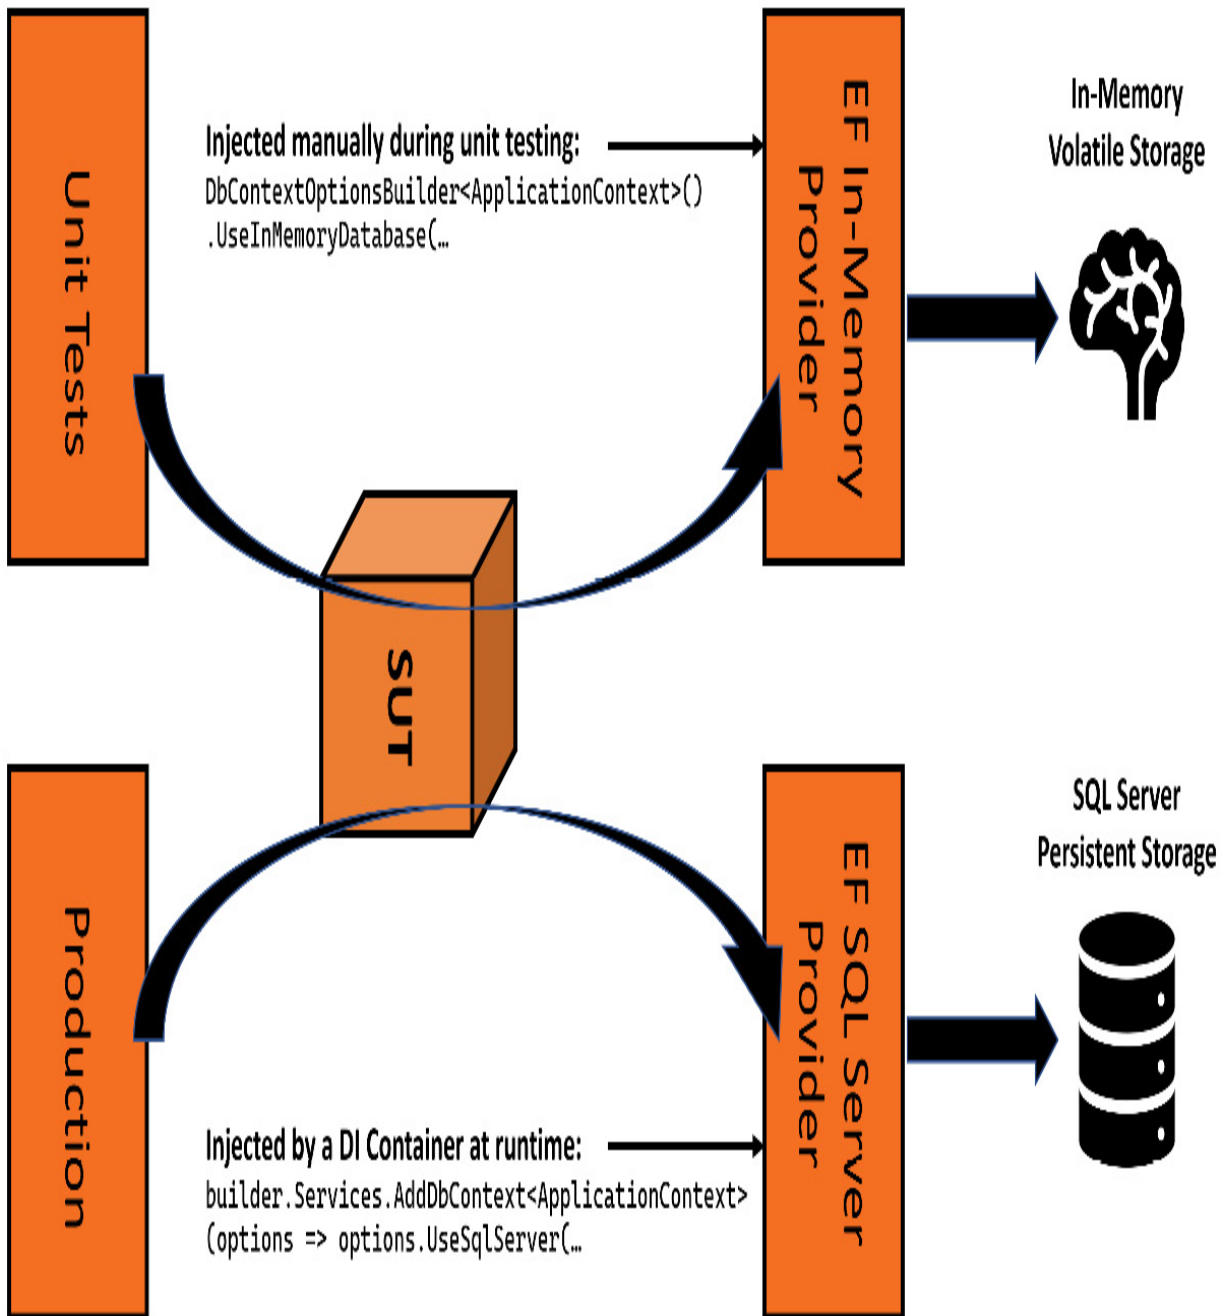 Unit Tests
Injected manually during unit testing:
DbContextOptionsBuilder<ApplicationContext>()
.UseInMemoryDatabase(…
EF In-Memory
Provider
In-Memory
Volatile Storage
SUT
Production
Injected by a DI Container at runtime:
builder.Services.AddDbContext<ApplicationContext>
(options => options.UseSqlServer(…
EF SQL Server
Provider
SQL Server
Persistent Storage